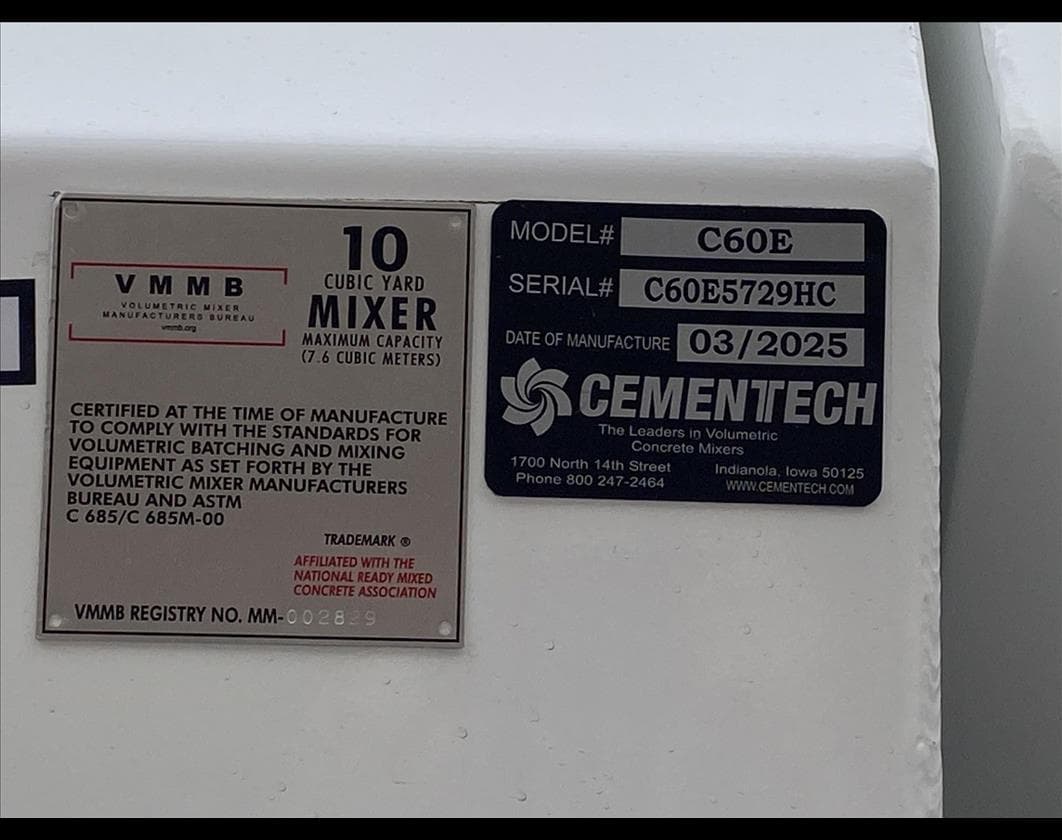 VMMB
VOLUMETRIC MIXER
MANUFACTURERS BUREAU
vmmb.org
10
CUBIC YARD
MIXER
MAXIMUM CAPACITY
(7.6 CUBIC METERS)
CERTIFIED AT THE TIME OF MANUFACTURE
TO COMPLY WITH THE STANDARDS FOR
VOLUMETRIC BATCHING AND MIXING
EQUIPMENT AS SET FORTH BY THE
VOLUMETRIC MIXER MANUFACTURERS
BUREAU AND ASTM
C 685/C 685M-00
TRADEMARK ®
AFFILIATED WITH THE
NATIONAL READY MIXED
CONCRETE ASSOCIATION
VMMB REGISTRY NO. MM-
MODEL# C60E
SERIAL# C60E5729HC
DATE OF MANUFACTURE 03/2025
CEMENTECH
The Leaders in Volumetric
Concrete Mixers
1700 North 14th Street Indianola, Iowa 50125
Phone 800 247-2464 WWW.CEMENTECH.COM